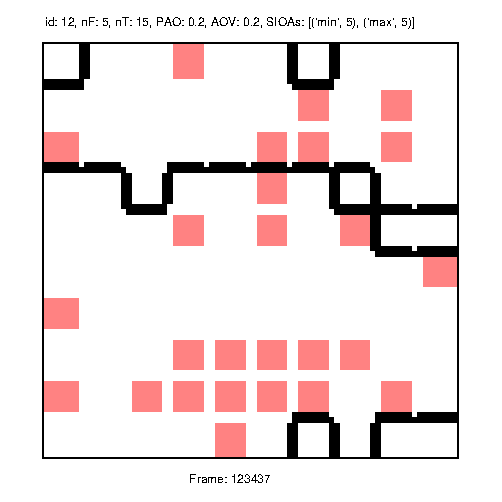 id: 12, nF: 5, nT: 15, PAO: 0.2, AOV: 0.2, SIOAs: [('min', 5), ('max', 5)]
Frame: 123437